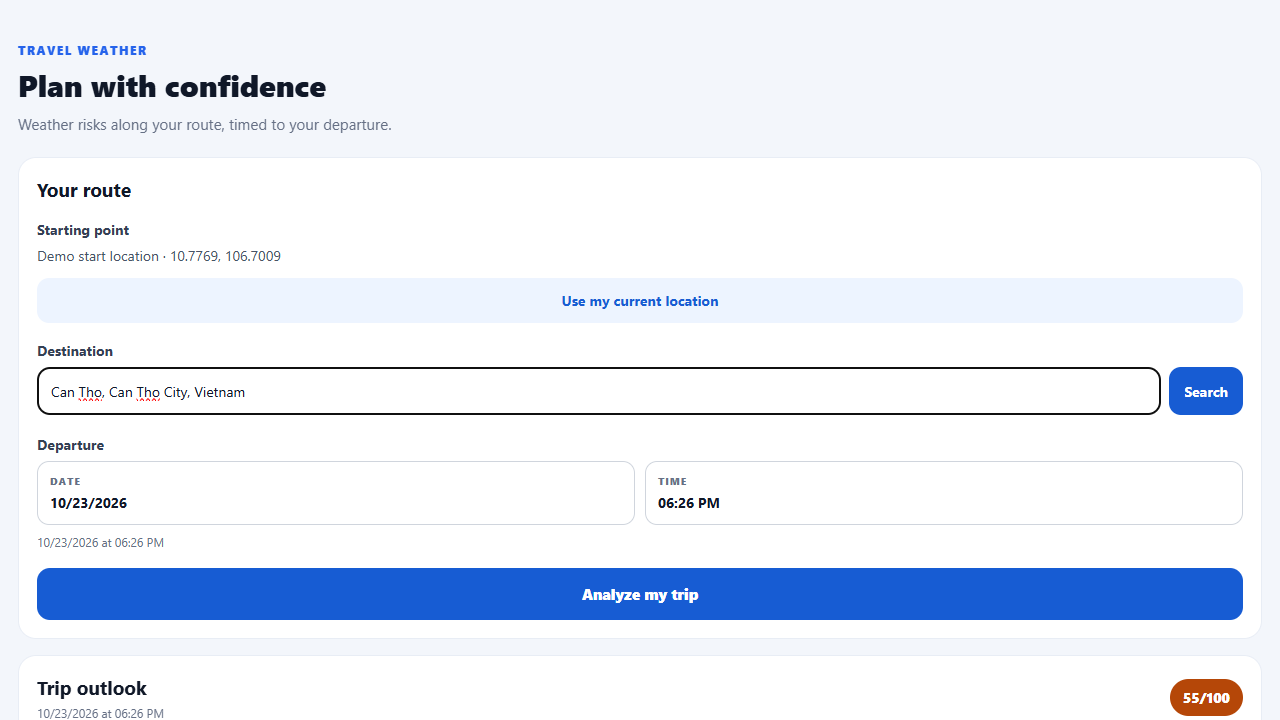 TRAVEL WEATHER
Plan with confidence
Weather risks along your route, timed to your departure.
Your route
Starting point
Demo start location · 10.7769, 106.7009
Use my current location
Destination
Can Tho, Can Tho City, Vietnam
Search
Departure
DATE
10/23/2026
TIME
06:26 PM
10/23/2026 at 06:26 PM
Analyze my trip
Trip outlook
55/100
10/23/2026 at 06:26 PM